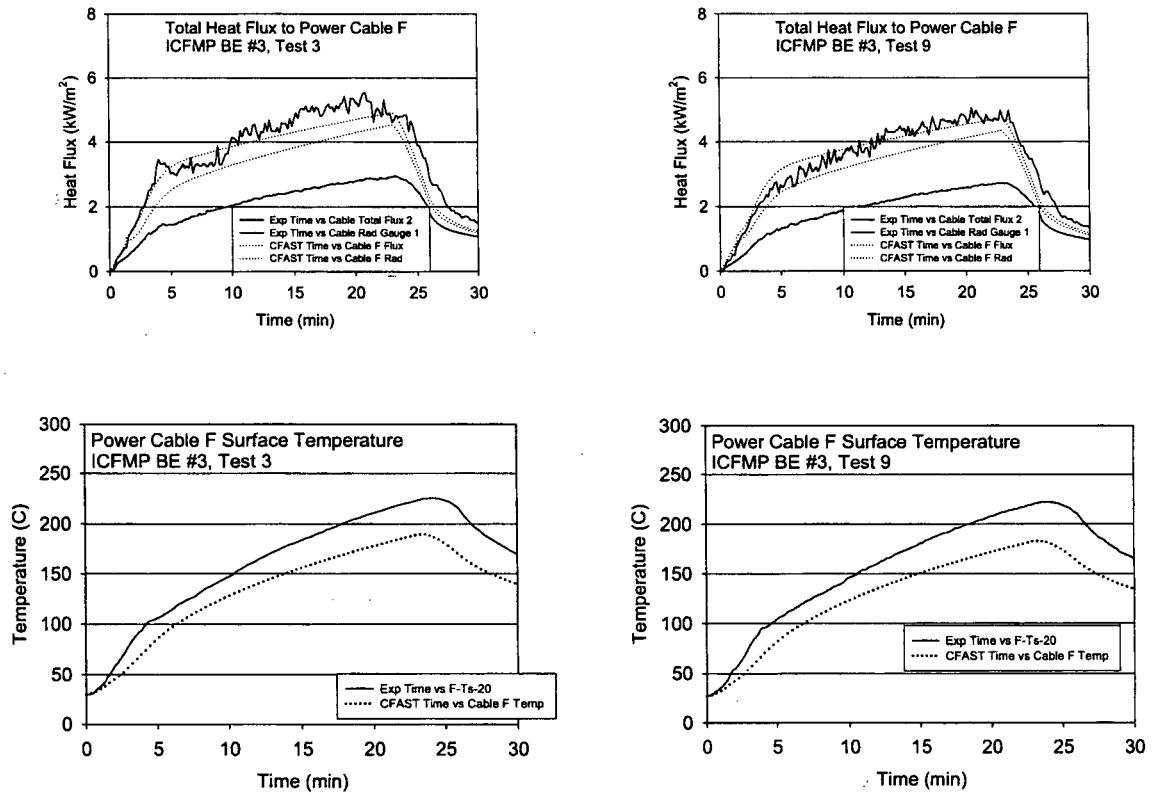 Total Heat Flux to Power Cable F
ICFMP BE #3, Test 3
8
6
4
2
0
Heat Flux (kW/m²)
Exp Time vs Cable Total Flux 2
Exp Time vs Cable Rad Gauge 1
CFAST Time vs Cable F Flux
CFAST Time vs Cable F Rad
0 5 10 15 20 25 30
Time (min)
Total Heat Flux to Power Cable F
ICFMP BE #3, Test 9
8
6
4
2
0
Heat Flux (kW/m²)
Exp Time vs Cable Total Flux 2
Exp Time vs Cable Rad Gauge 1
CFAST Time vs Cable F Flux
CFAST Time vs Cable F Rad
0 5 10 15 20 25 30
Time (min)
Power Cable F Surface Temperature
ICFMP BE #3, Test 3
300
250
200
150
100
50
0
Temperature (C)
Exp Time vs F-Ts-20
CFAST Time vs Cable F Temp
0 5 10 15 20 25 30
Time (min)
Power Cable F Surface Temperature
ICFMP BE #3, Test 9
300
250
200
150
100
50
0
Temperature (C)
Exp Time vs F-Ts-20
CFAST Time vs Cable F Temp
0 5 10 15 20 25 30
Time (min)